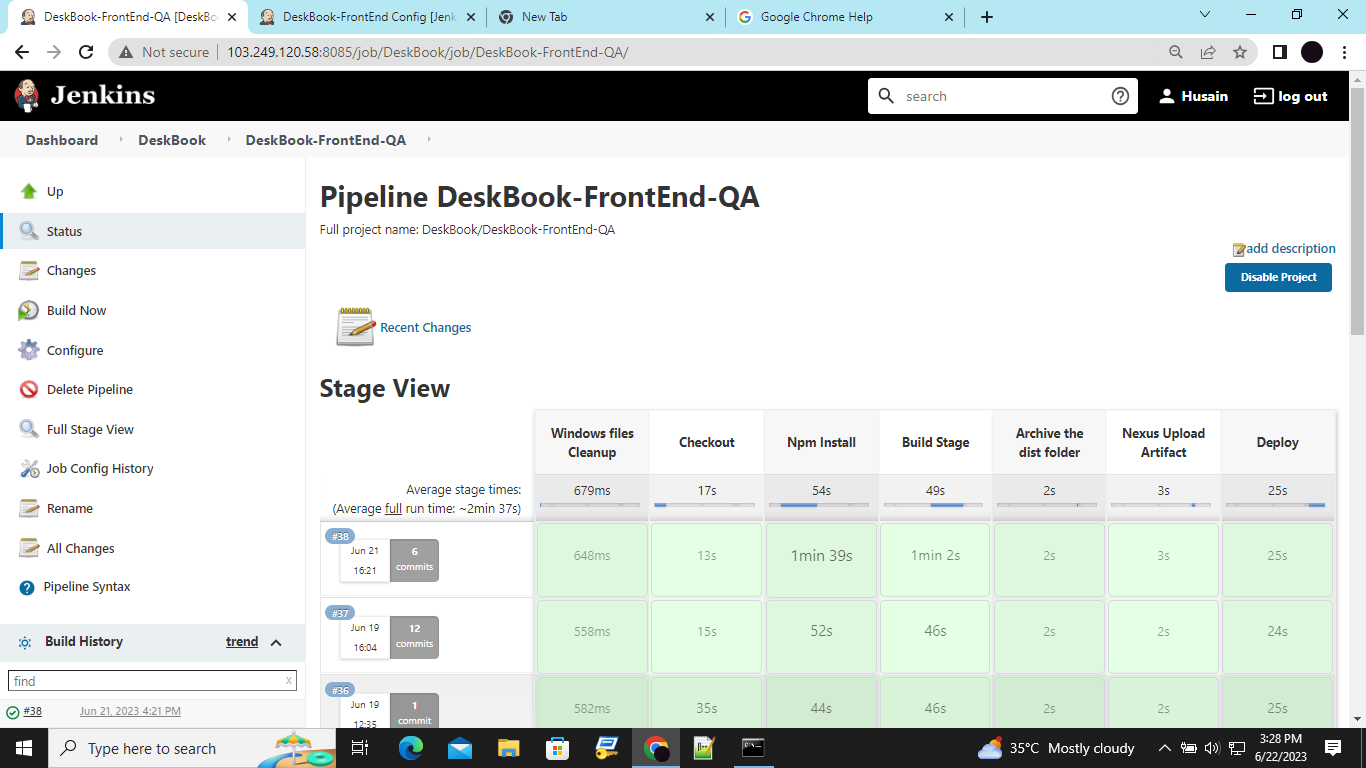 DeskBook-FrontEnd-QA [DeskBo
DeskBook-FrontEnd Config [Jenk
New Tab
Google Chrome Help
Not secure
103.249.120.58:8085/job/DeskBook/job/DeskBook-FrontEnd-QA/
Jenkins
search
Husain
log out
Dashboard
DeskBook
DeskBook-FrontEnd-QA
Up
Status
Changes
Build Now
Configure
Delete Pipeline
Full Stage View
Job Config History
Rename
All Changes
Pipeline Syntax
Build History
trend
find
x
#38
Jun 21, 2023 4:21 PM
Pipeline DeskBook-FrontEnd-QA
Full project name: DeskBook/DeskBook-FrontEnd-QA
add description
Disable Project
Recent Changes
Stage View
Windows files Cleanup
Checkout
Npm Install
Build Stage
Archive the dist folder
Nexus Upload Artifact
Deploy
Average stage times:
(Average full run time: ~2min 37s)
679ms
17s
54s
49s
2s
3s
25s
#38
Jun 21
16:21
6
commits
648ms
13s
1min 39s
1min 2s
2s
3s
25s
#37
Jun 19
16:04
12
commits
558ms
15s
52s
46s
2s
2s
24s
#36
Jun 19
12:35
1
commit
582ms
35s
44s
46s
2s
2s
25s
Type here to search
35°C Mostly cloudy
3:28 PM
6/22/2023